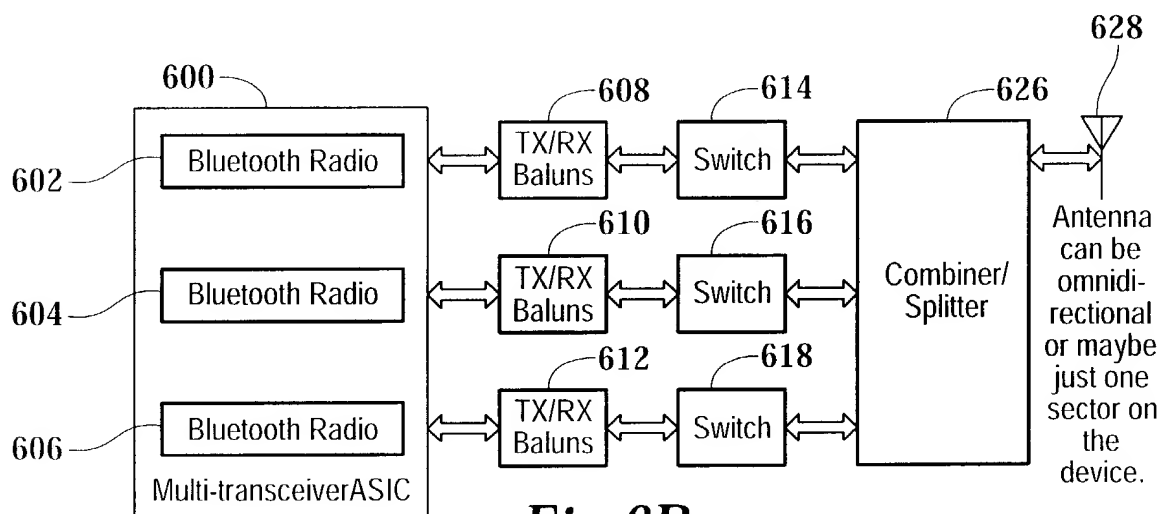 600
608
614
626
628
602
Bluetooth Radio
TX/RX
Baluns
Switch
610
616
604
Bluetooth Radio
TX/RX
Baluns
Switch
Combiner/
Splitter
612
618
606
Bluetooth Radio
TX/RX
Baluns
Switch
Multi-transceiverASIC
Antenna
can be
omnidi-
rectional
or maybe
just one
sector on
the
device.